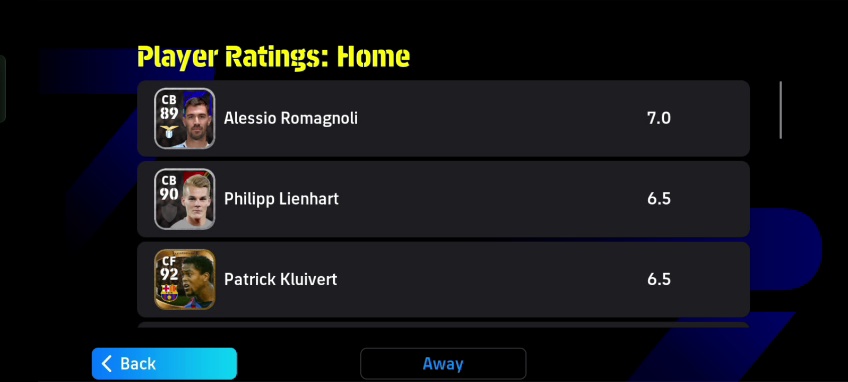 Player Ratings: Home
CB
89
Alessio Romagnoli
7.0
CB
90
Philipp Lienhart
6.5
CF
92
Patrick Kluivert
6.5
Back
Away